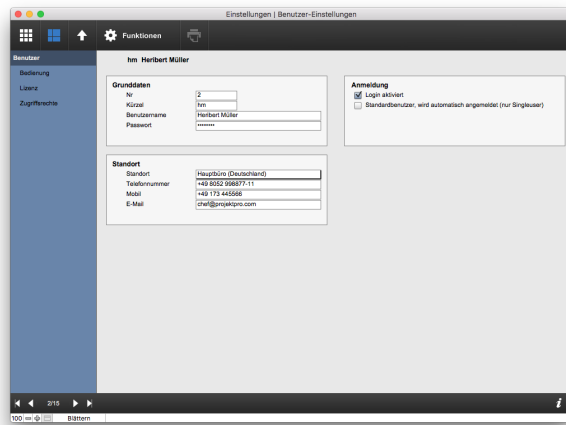 Einstellungen | Benutzer-Einstellungen
Funktionen
Benutzer
Bedienung
Lizenz
Zugriffsrechte
hm Heribert Müller
Grunddaten
Nr 2
Kürzel hm
Benutzername Heribert Müller
Passwort ••••••••
Anmeldung
Login aktiviert
Standardbenutzer, wird automatisch angemeldet (nur Singleuser)
Standort
Standort Hauptbüro (Deutschland)
Telefonnummer +49 8052 998877-11
Mobil +49 173 445566
E-Mail chef@projektpro.com
2/15
i
100 Blättern